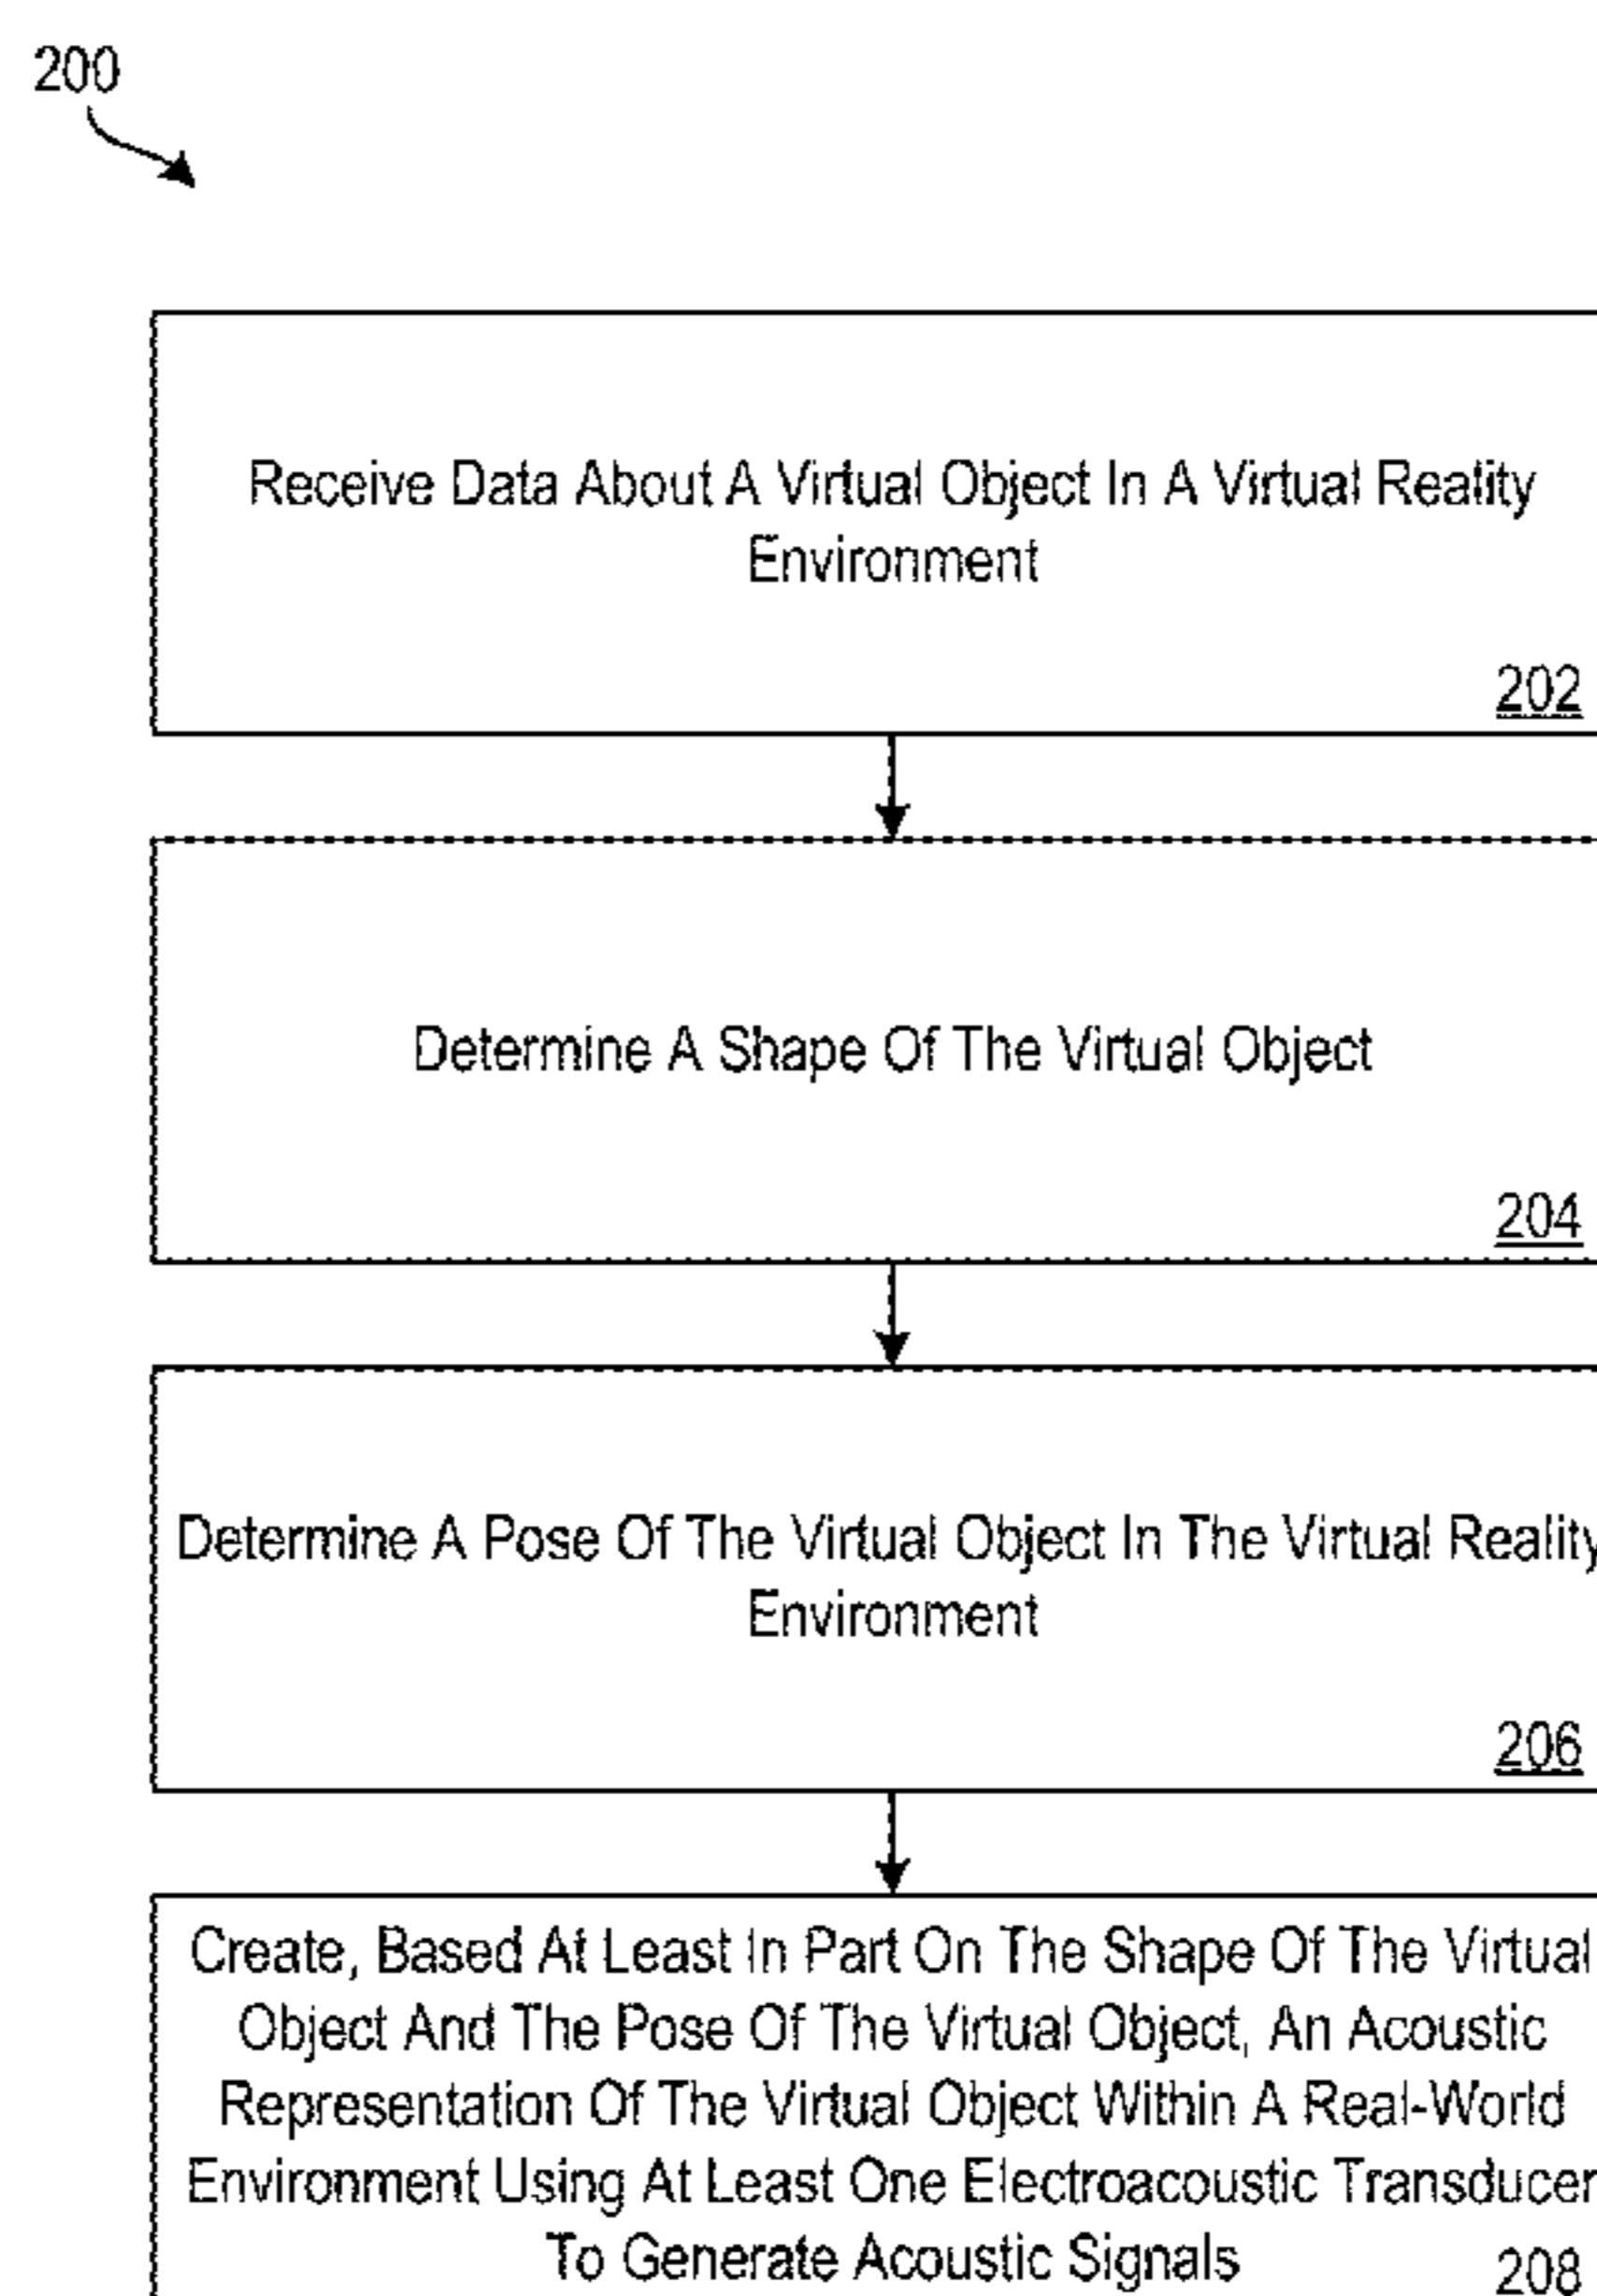 200
Receive Data About A Virtual Object In A Virtual Reality
Environment
202
Determine A Shape Of The Virtual Object
204
Determine A Pose Of The Virtual Object In The Virtual Reality
Environment
206
Create, Based At Least In Part On The Shape Of The Virtual
Object And The Pose Of The Virtual Object, An Acoustic
Representation Of The Virtual Object Within A Real-World
Environment Using At Least One Electroacoustic Transducer
To Generate Acoustic Signals
208